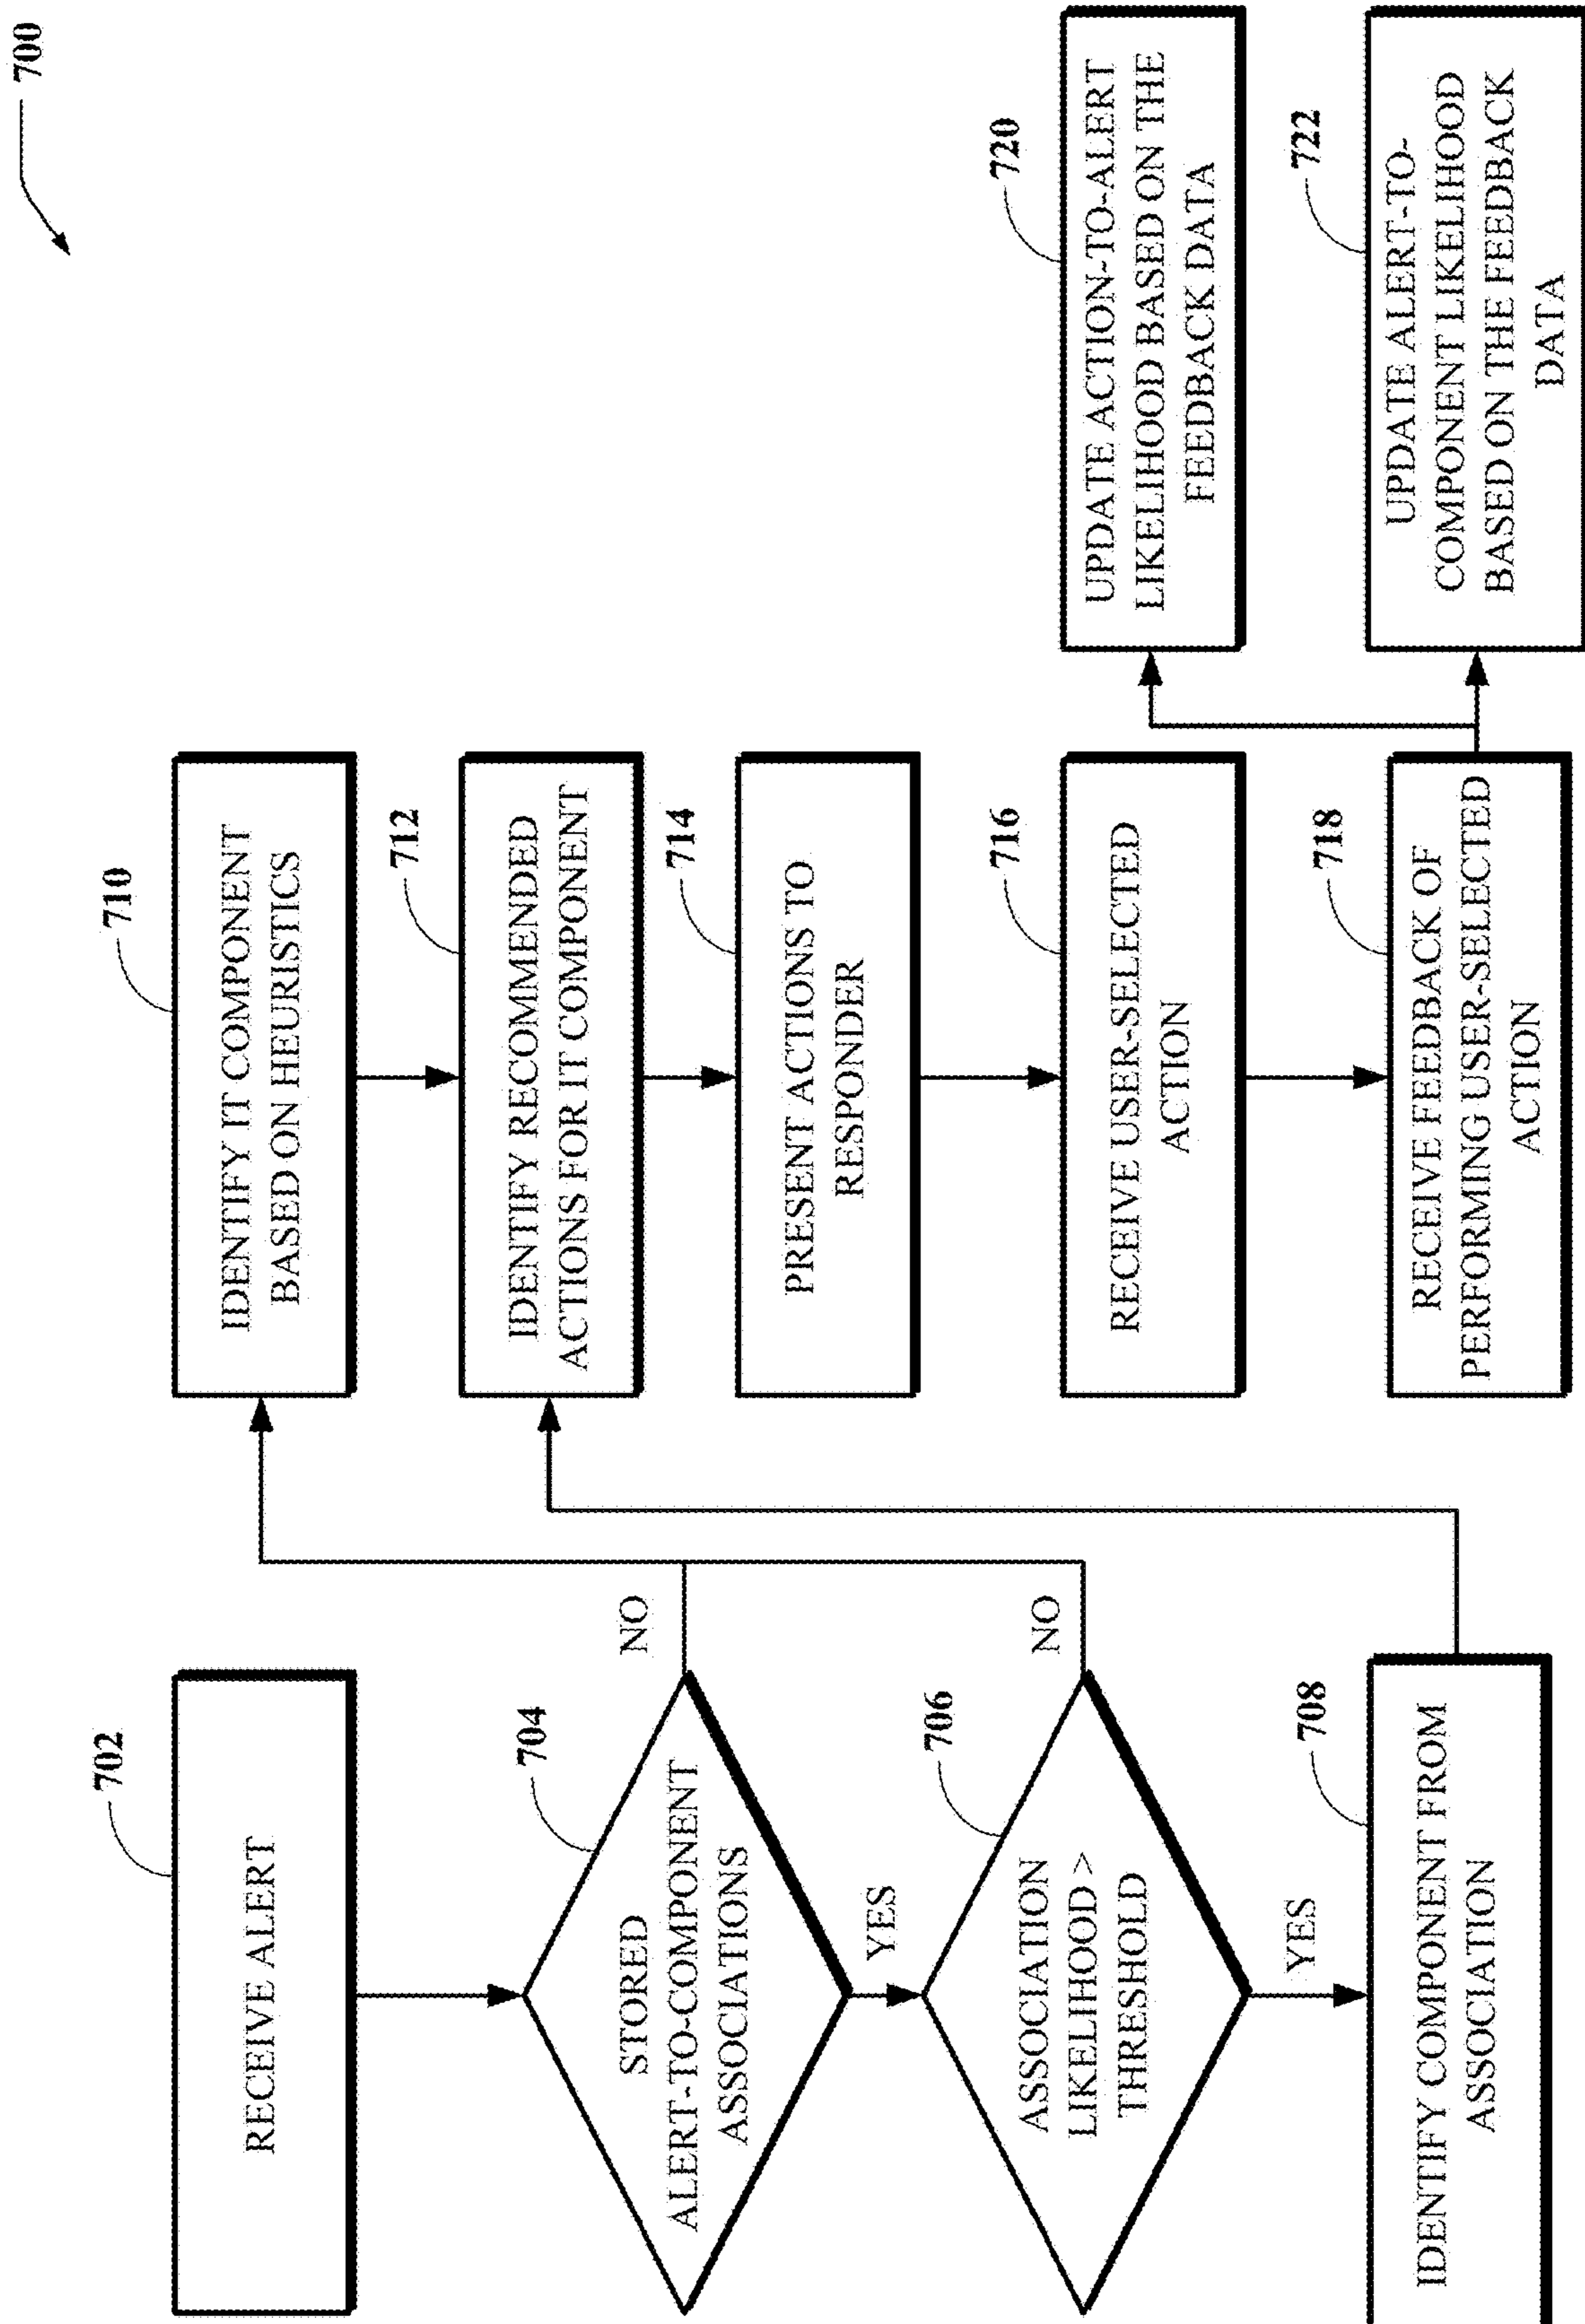 700
702
RECEIVE ALERT
704
STORED
ALERT-TO-COMPONENT
ASSOCIATIONS
NO
YES
706
ASSOCIATION
LIKELIHOOD >
THRESHOLD
NO
YES
708
IDENTIFY COMPONENT FROM
ASSOCIATION
710
IDENTIFY IT COMPONENT
BASED ON HEURISTICS
712
IDENTIFY RECOMMENDED
ACTIONS FOR IT COMPONENT
714
PRESENT ACTIONS TO
RESPONDER
716
RECEIVE USER-SELECTED
ACTION
718
RECEIVE FEEDBACK OF
PERFORMING USER-SELECTED
ACTION
720
UPDATE ACTION-TO-ALERT
LIKELIHOOD BASED ON THE
FEEDBACK DATA
722
UPDATE ALERT-TO-
COMPONENT LIKELIHOOD
BASED ON THE FEEDBACK
DATA